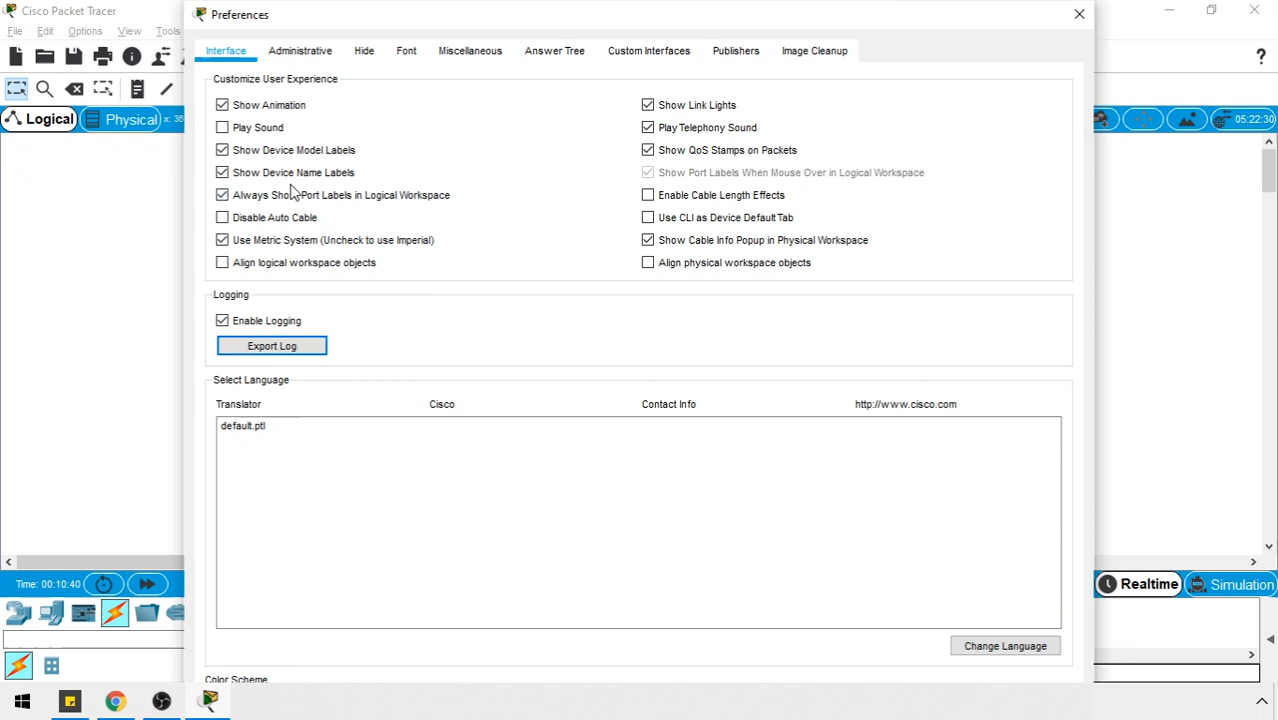 Cisco Packet Tracer
Preferences
File Edit Options View Tools
Interface Administrative Hide Font Miscellaneous Answer Tree Custom Interfaces Publishers Image Cleanup
Customize User Experience
Show Animation
Show Link Lights
Play Sound
Play Telephony Sound
Show Device Model Labels
Show QoS Stamps on Packets
Show Device Name Labels
Show Port Labels When Mouse Over in Logical Workspace
Always Show Port Labels in Logical Workspace
Enable Cable Length Effects
Disable Auto Cable
Use CLI as Device Default Tab
Use Metric System (Uncheck to use Imperial)
Show Cable Info Popup in Physical Workspace
Align logical workspace objects
Align physical workspace objects
Logical Physical x: 36
05:22:30
Logging
Enable Logging
Export Log
Select Language
Translator Cisco Contact Info http://www.cisco.com
default.ptl
Change Language
Color Scheme
Time: 00:10:40
Realtime Simulation